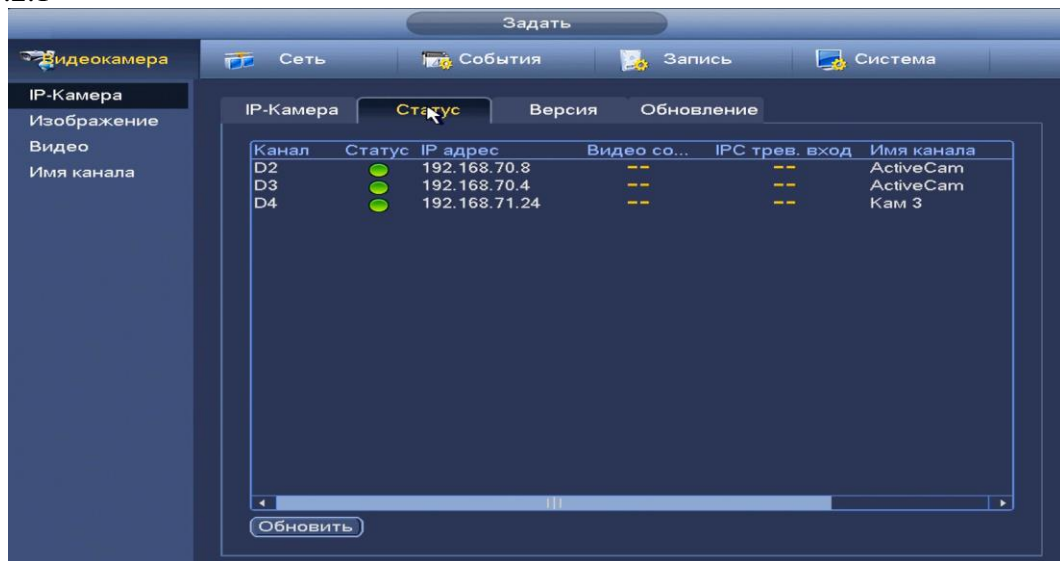 Задать
Видеокамера Сеть События Запись Система
IP-Камера
Изображение
Видео
Имя канала
IP-Камера Статус Версия Обновление
Канал Статус IP адрес Видео со... IPC трев. вход Имя канала
D2 192.168.70.8 -- -- ActiveCam
D3 192.168.70.4 -- -- ActiveCam
D4 192.168.71.24 -- -- Кам 3
Обновить